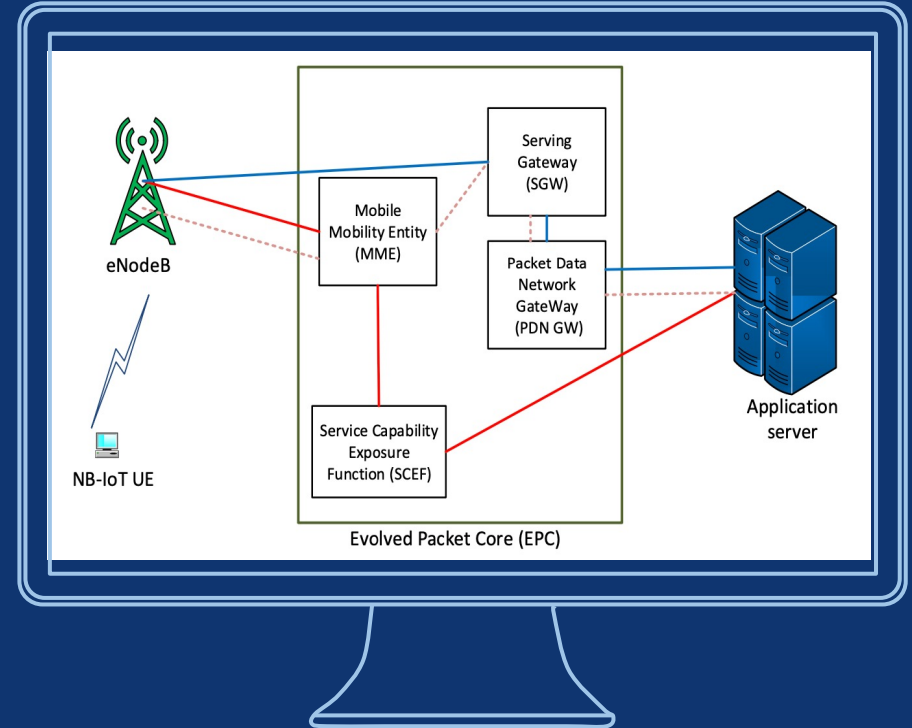 eNodeB
NB-IoT UE
Mobile
Mobility Entity
(MME)
Serving
Gateway
(SGW)
Packet Data
Network
GateWay
(PDN GW)
Service Capability
Exposure
Function (SCEF)
Evolved Packet Core (EPC)
Application
server